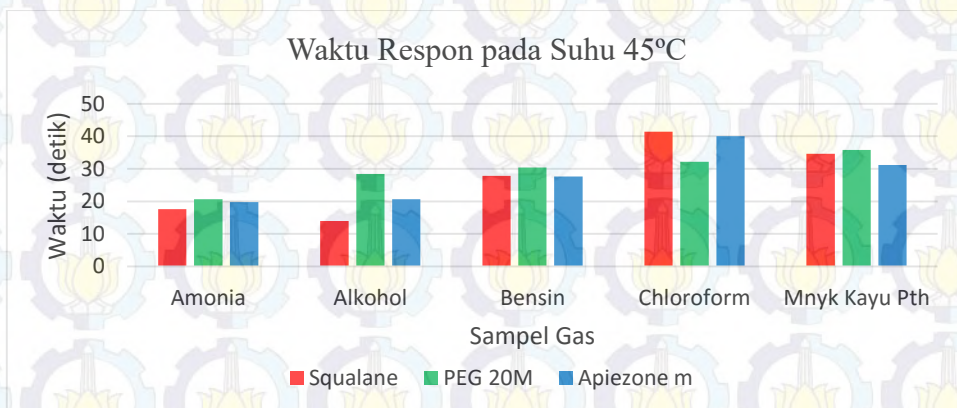 Waktu Respon pada Suhu 45ºC
Waktu (detik)
50
40
30
20
10
0
Amonia Alkohol Bensin Chloroform Mnyk Kayu Pth
Sampel Gas
Squalane PEG 20M Apiezone m